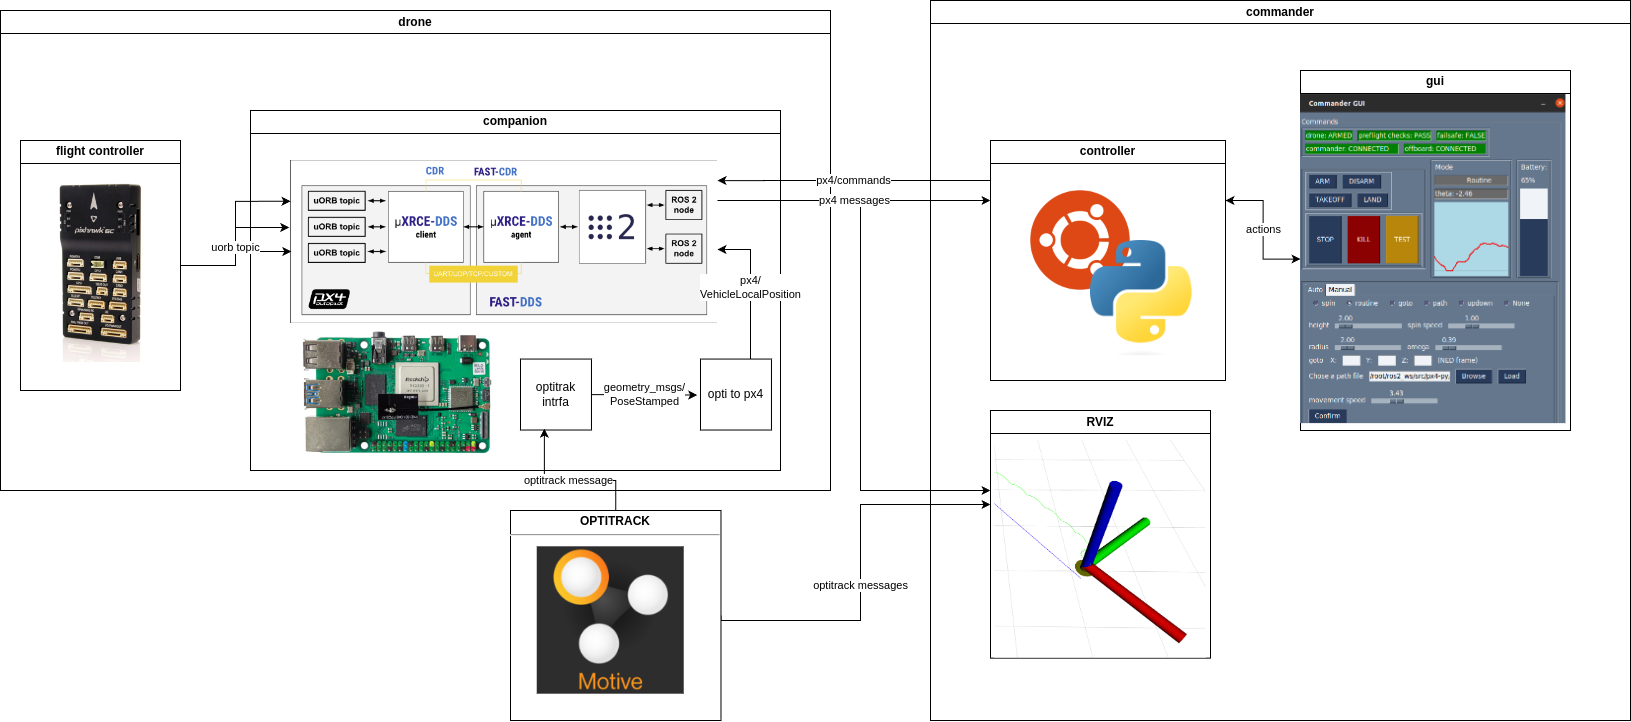 drone
commander
flight controller
pixhawk 6C
uorb topic
companion
CDR
FAST-CDR
uORB topic
uORB topic
uORB topic
μXRCE-DDS
client
μXRCE-DDS
agent
2
ROS 2
node
ROS 2
node
UART/UDP/TCP/CUSTOM
px4
FAST-DDS
px4/
VehicleLocalPosition
optitrak
intrfa
geometry_msgs/
PoseStamped
opti to px4
optitrack message
OPTITRACK
Motive
optitrack messages
px4/commands
px4 messages
controller
actions
RVIZ
gui
Commander GUI
Commands
drone: ARMED
preflight checks: PASS
failsafe: FALSE
commander: CONNECTED
offboard: CONNECTED
ARM
DISARM
TAKEOFF
LAND
STOP
KILL
TEST
Mode
Routine
theta: -2.46
Battery:
65%
Auto
Manual
spin
routine
goto
path
updown
None
height
2.00
spin speed
1.00
radius
2.00
omega
0.39
goto X: Y: Z: (NED frame)
Chose a path file
/root/ros2_ws/src/px4-py,
Browse
Load
movement speed
3.43
Confirm